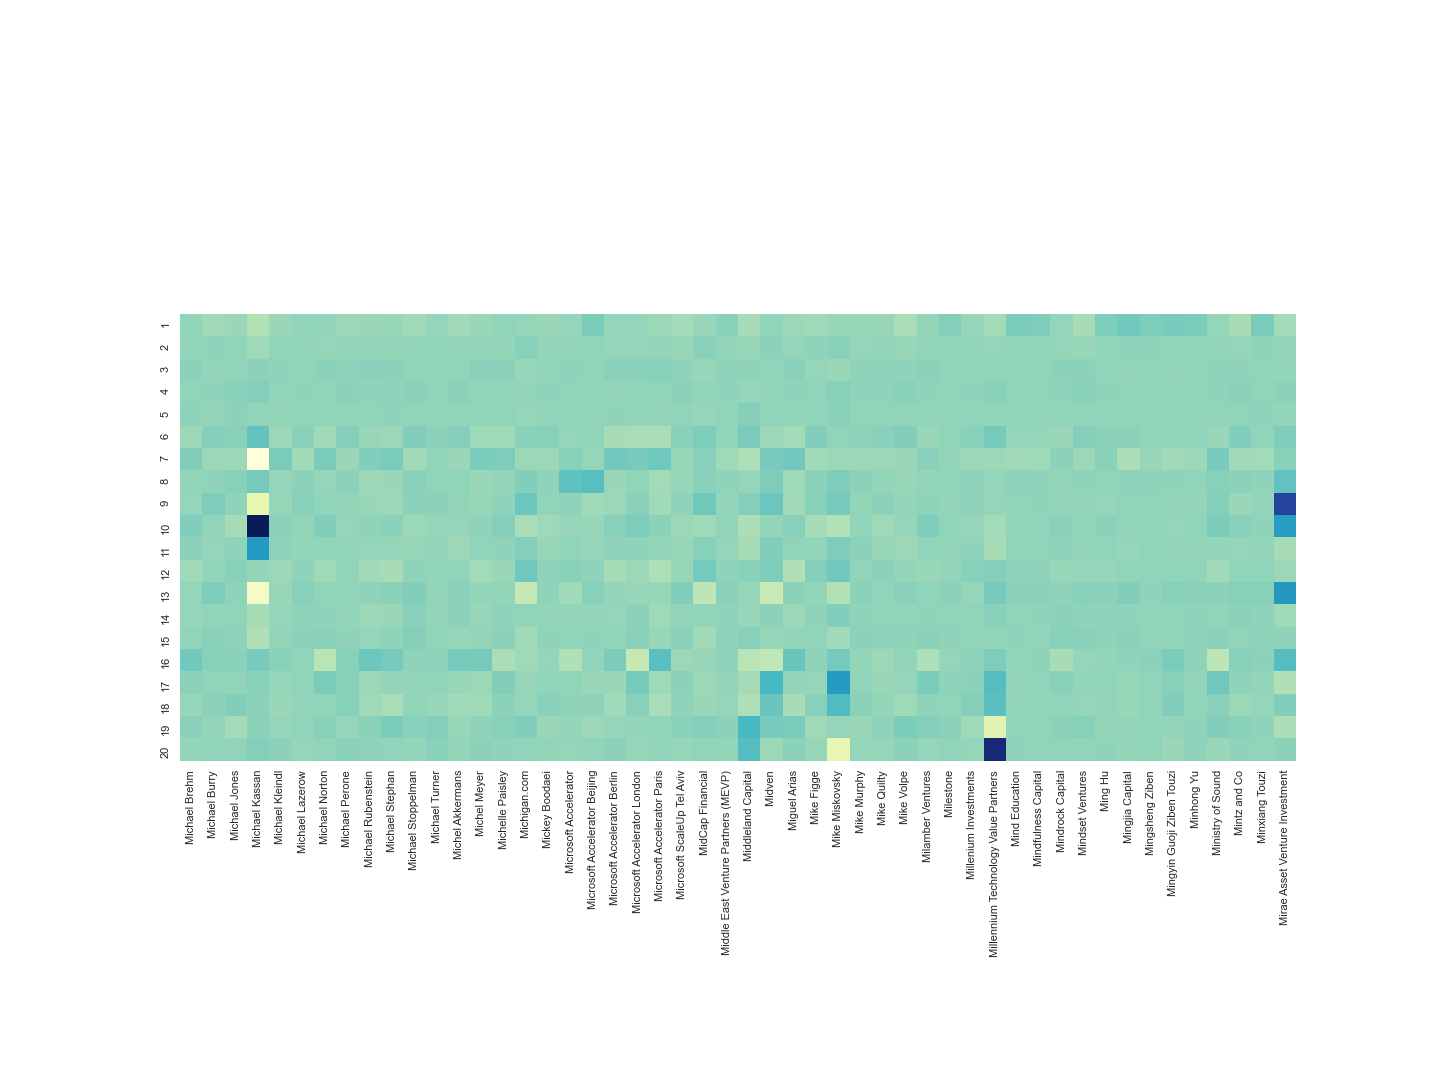 1
2
3
4
5
6
7
8
9
10
11
12
13
14
15
16
17
18
19
20
Michael Brehm
Michael Burry
Michael Jones
Michael Kassan
Michael Kleindl
Michael Lazerow
Michael Norton
Michael Perone
Michael Rubenstein
Michael Stephan
Michael Stoppelman
Michael Turner
Michel Akkermans
Michel Meyer
Michelle Paisley
Michigan.com
Mickey Boodaei
Microsoft Accelerator
Microsoft Accelerator Beijing
Microsoft Accelerator Berlin
Microsoft Accelerator London
Microsoft Accelerator Paris
Microsoft ScaleUp Tel Aviv
MidCap Financial
Middle East Venture Partners (MEVP)
Middleland Capital
Midven
Miguel Arias
Mike Figge
Mike Miskovsky
Mike Murphy
Mike Quilty
Mike Volpe
Milamber Ventures
Milestone
Millenium Investments
Millennium Technology Value Partners
Mind Education
Mindfulness Capital
Mindrock Capital
Mindset Ventures
Ming Hu
Mingjia Capital
Mingsheng Ziben
Mingyin Guoji Ziben Touzi
Minhong Yu
Ministry of Sound
Mintz and Co
Minxiang Touzi
Mirae Asset Venture Investment